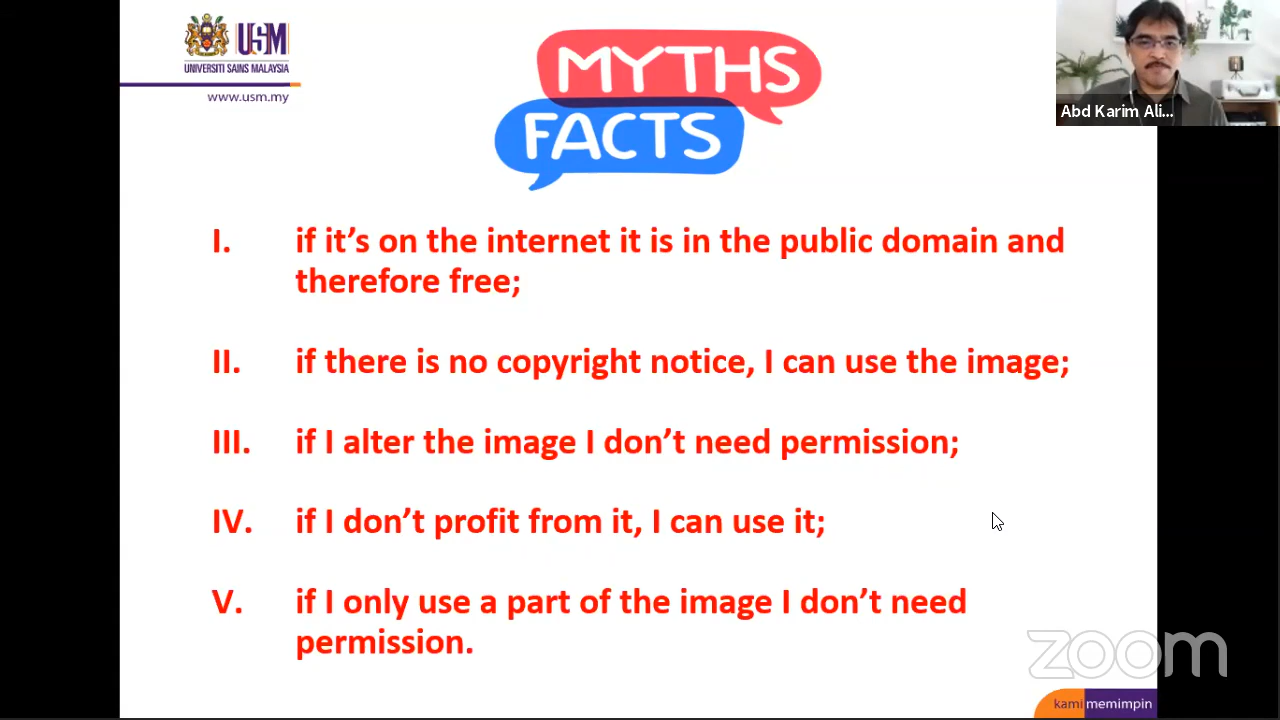 USM
UNIVERSITI SAINS MALAYSIA
www.usm.my
MYTHS
FACTS
Abd Karim Ali...
I. if it's on the internet it is in the public domain and
therefore free;
II. if there is no copyright notice, I can use the image;
III. if I alter the image I don't need permission;
IV. if I don't profit from it, I can use it;
V. if I only use a part of the image I don't need
permission.
zoom
kami memimpin